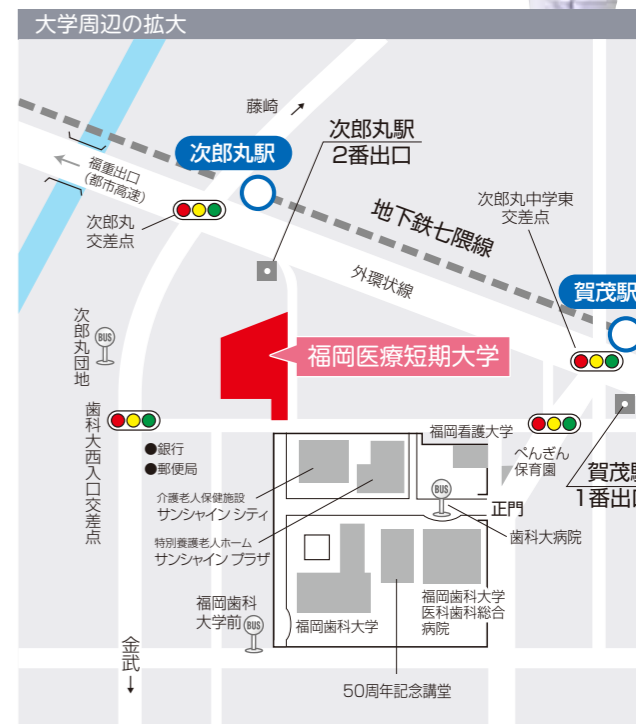 大学周辺の拡大
藤崎
次郎丸駅
2番出口
次郎丸駅
福重出口
(都市高速)
次郎丸
交差点
地下鉄七隈線
次郎丸中学東
交差点
外環状線
賀茂駅
次郎丸団地
BUS
福岡医療短期大学
歯科大西入口交差点
●銀行
●郵便局
福岡看護大学
ぺんぎん
保育園
賀茂駅
1番出口
介護老人保健施設
サンシャイン シティ
BUS
正門
歯科大病院
特別養護老人ホーム
サンシャイン プラザ
福岡歯科
大学前
BUS
福岡歯科大学
福岡歯科大学
医科歯科総合
病院
金武
50周年記念講堂